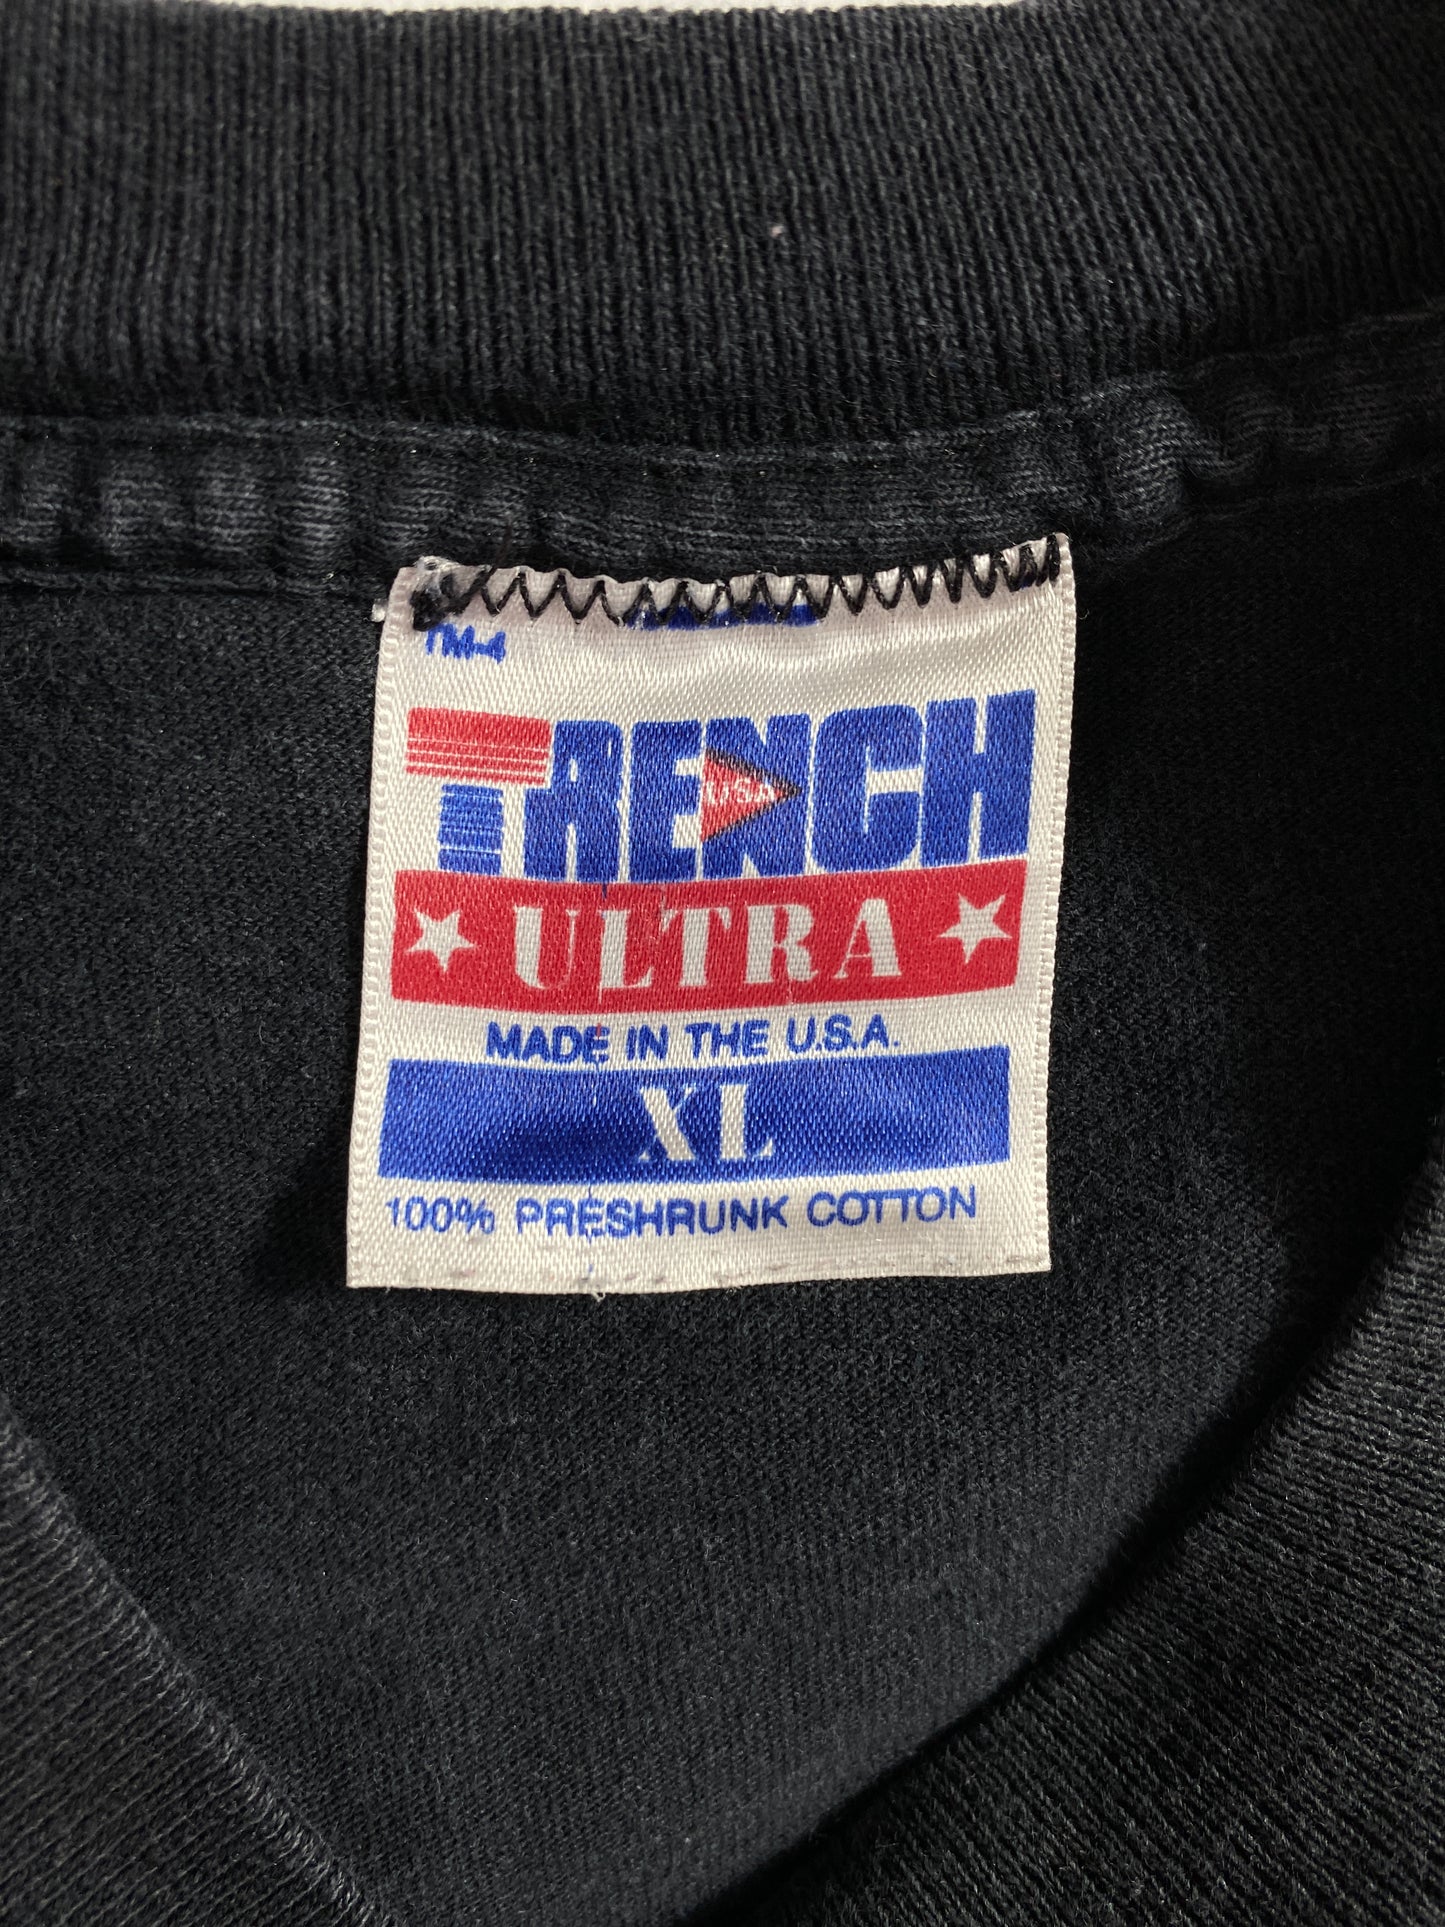 TM-4
TRENCH
USA
ULTRA
MADE IN THE U.S.A.
XL
100% PRESHRUNK COTTON